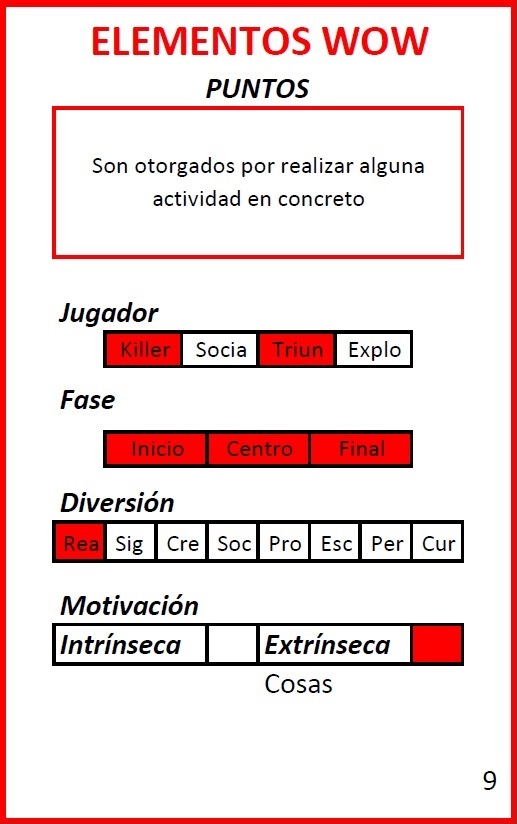 ELEMENTOS WOW
PUNTOS
Son otorgados por realizar alguna
actividad en concreto
Jugador
Killer Socia Triun Explo
Fase
Inicio Centro Final
Diversión
Rea Sig Cre Soc Pro Esc Per Cur
Motivación
Intrínseca Extrínseca
Cosas
9